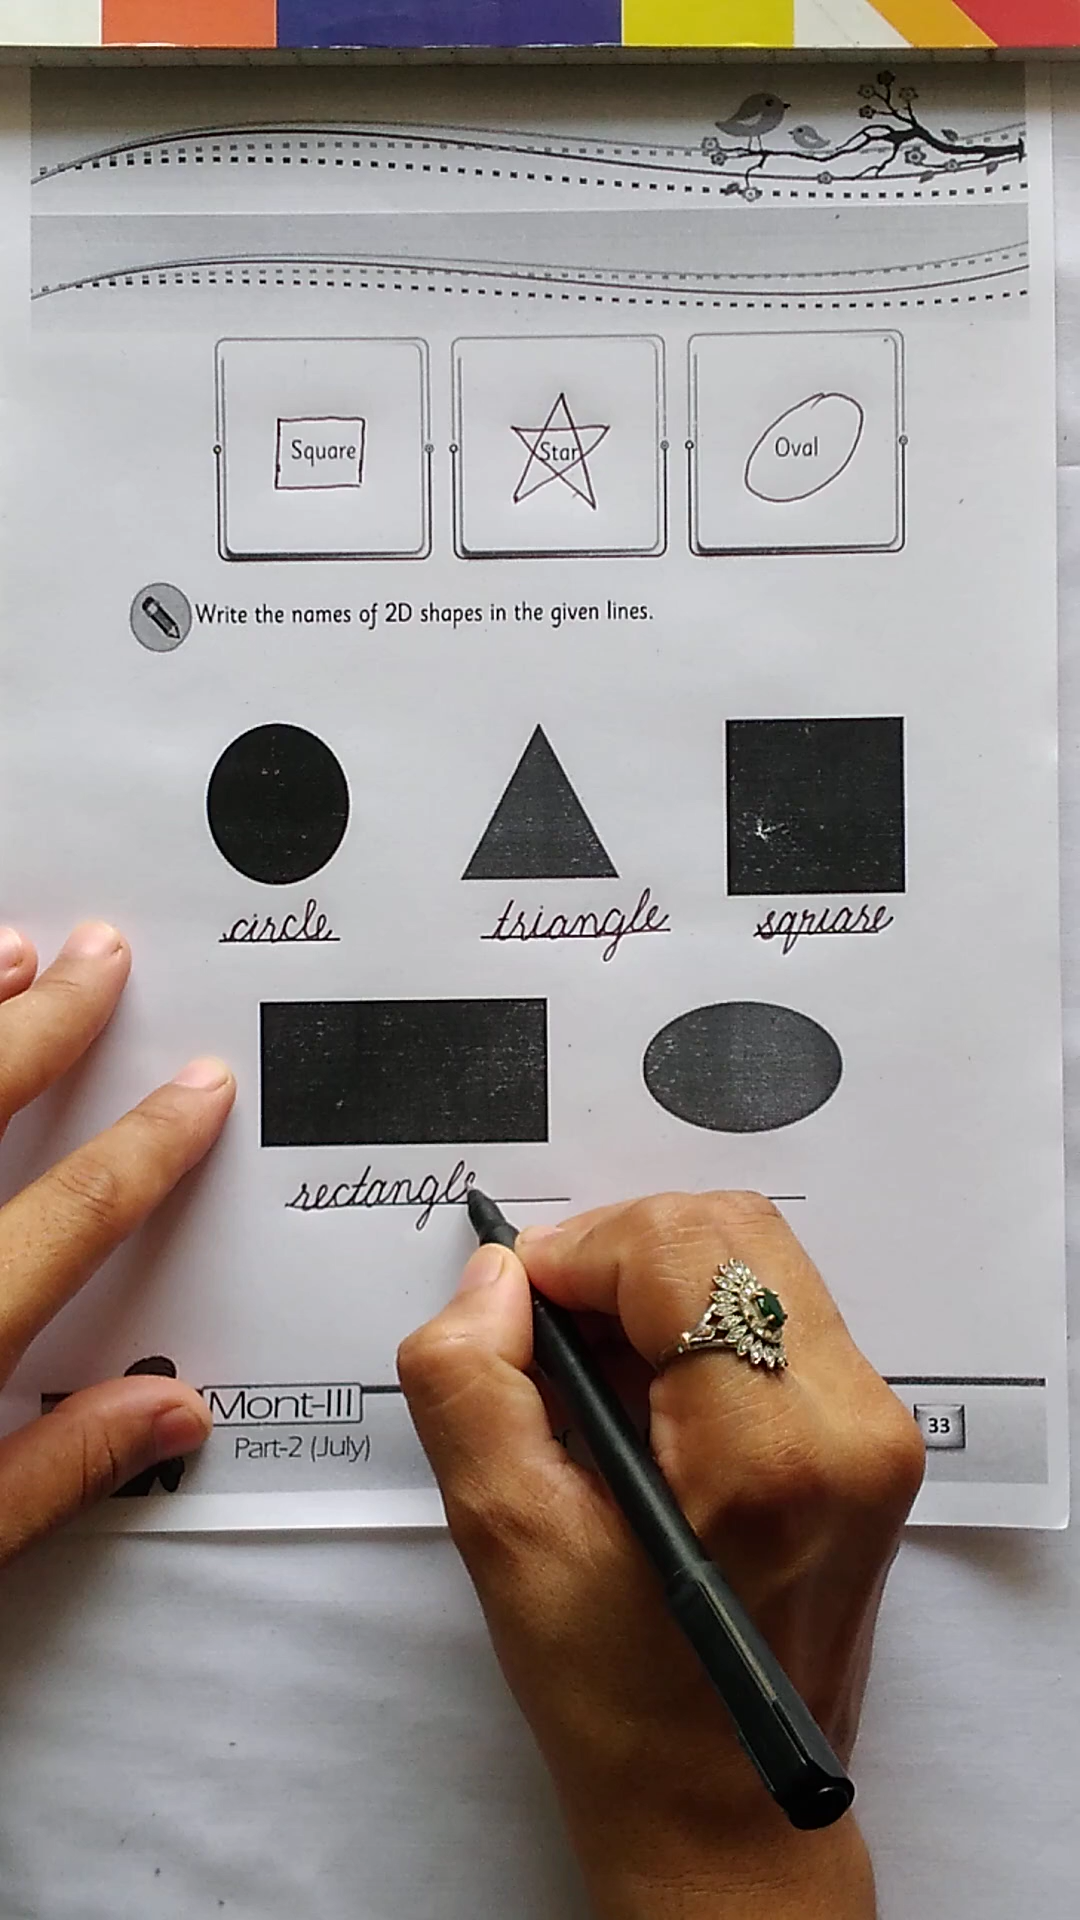 Square Star Oval
Write the names of 2D shapes in the given lines.
circle triangle square
rectangle
Mont-III
Part-2 (July) of 33